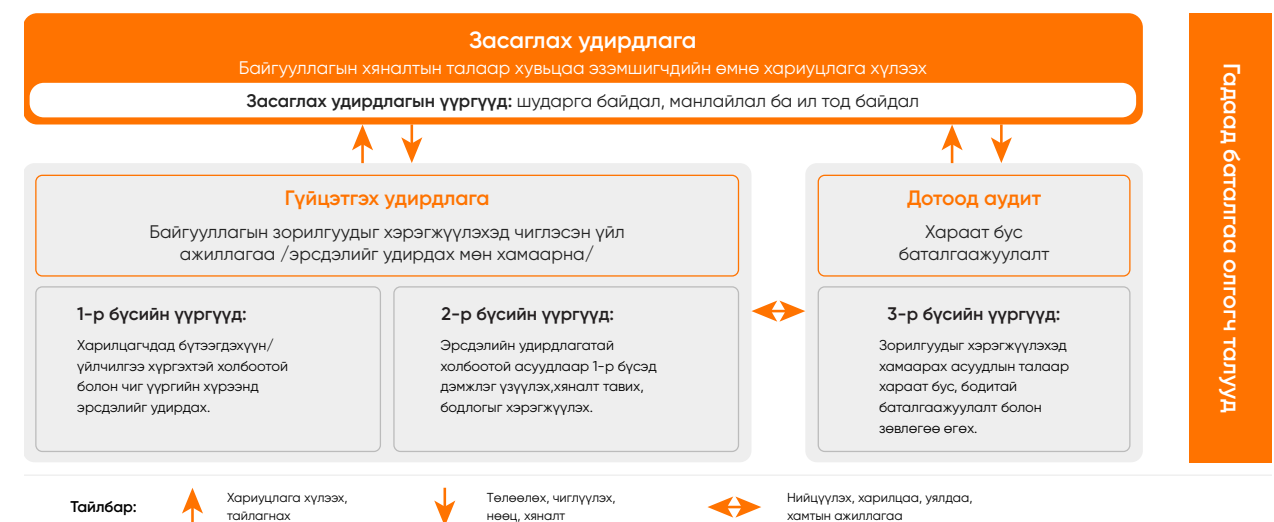 Засаглах удирдлага
Байгууллагын хяналтын талаар хувьцаа эзэмшигчдийн өмнө хариуцлага хүлээх
Засаглах удирдлагын үүргүүд: шударга байдал, манлайлал ба ил тод байдал
Гүйцэтгэх удирдлага
Байгууллагын зорилгуудыг хэрэгжүүлэхэд чиглэсэн үйл
ажиллагаа /эрсдэлийг удирдах мөн хамаарна/
1-р бүсийн үүргүүд:
Харилцагчдад бүтээгдэхүүн/
үйлчилгээ хүргэхтэй холбоотой
болон чиг үүргийн хүрээнд
эрсдэлийг удирдах.
2-р бүсийн үүргүүд:
Эрсдэлийн удирдлагатай
холбоотой асуудлаар 1-р бүсэд
дэмжлэг үзүүлэх,хяналт тавих,
бодлогыг хэрэгжүүлэх.
Дотоод аудит
Хараат бус
баталгаажуулалт
3-р бүсийн үүргүүд:
Зорилгуудыг хэрэгжүүлэхэд
хамаарах асуудлын талаар
хараат бус, бодитай
баталгаажуулалт болон
зөвлөгөө өгөх.
Гадаад баталгаа олгогч талууд
Тайлбар:
Хариуцлага хүлээх,
тайлагнах
Төлөөлөх, чиглүүлэх,
нөөц, хяналт
Нийцүүлэх, харилцаа, уялдаа,
хамтын ажиллагаа